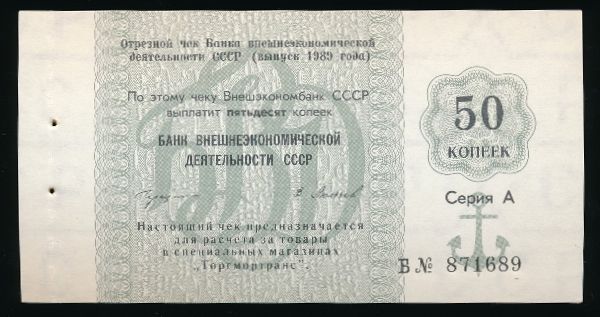 Отрезной чек Банка внешнеэкономической
деятельности СССР (выпуск 1989 года)
По этому чеку Внешэкономбанк СССР
выплатит пятьдесят копеек
БАНК ВНЕШНЕЭКОНОМИЧЕСКОЙ
ДЕЯТЕЛЬНОСТИ СССР
Настоящий чек предназначается
для расчета за товары
в специальных магазинах
„Торгмортранс".
50
КОПЕЕК
Серия А
Б № 871689